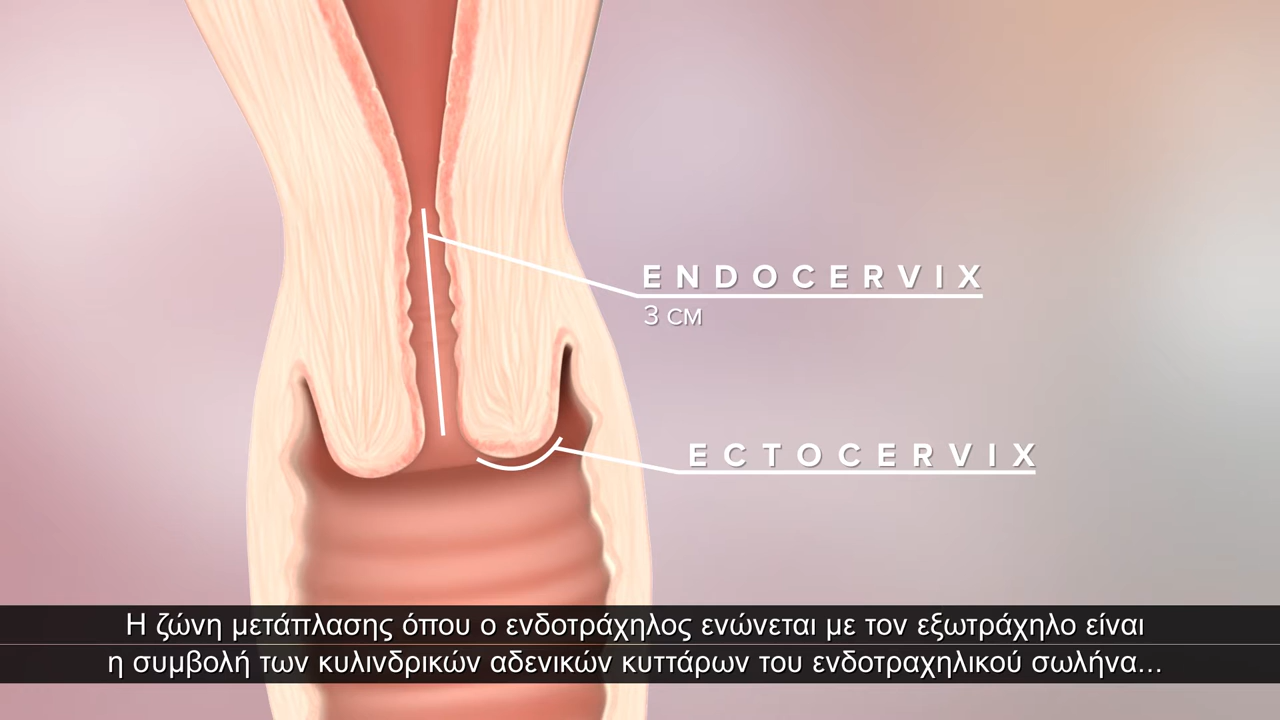 ENDOCERVIX
3 CM
ECTOCERVIX
Η ζώνη μετάπλασης όπου ο ενδοτράχηλος ενώνεται με τον εξωτράχηλο είναι
η συμβολή των κυλινδρικών αδενικών κυττάρων του ενδοτραχηλικού σωλήνα...